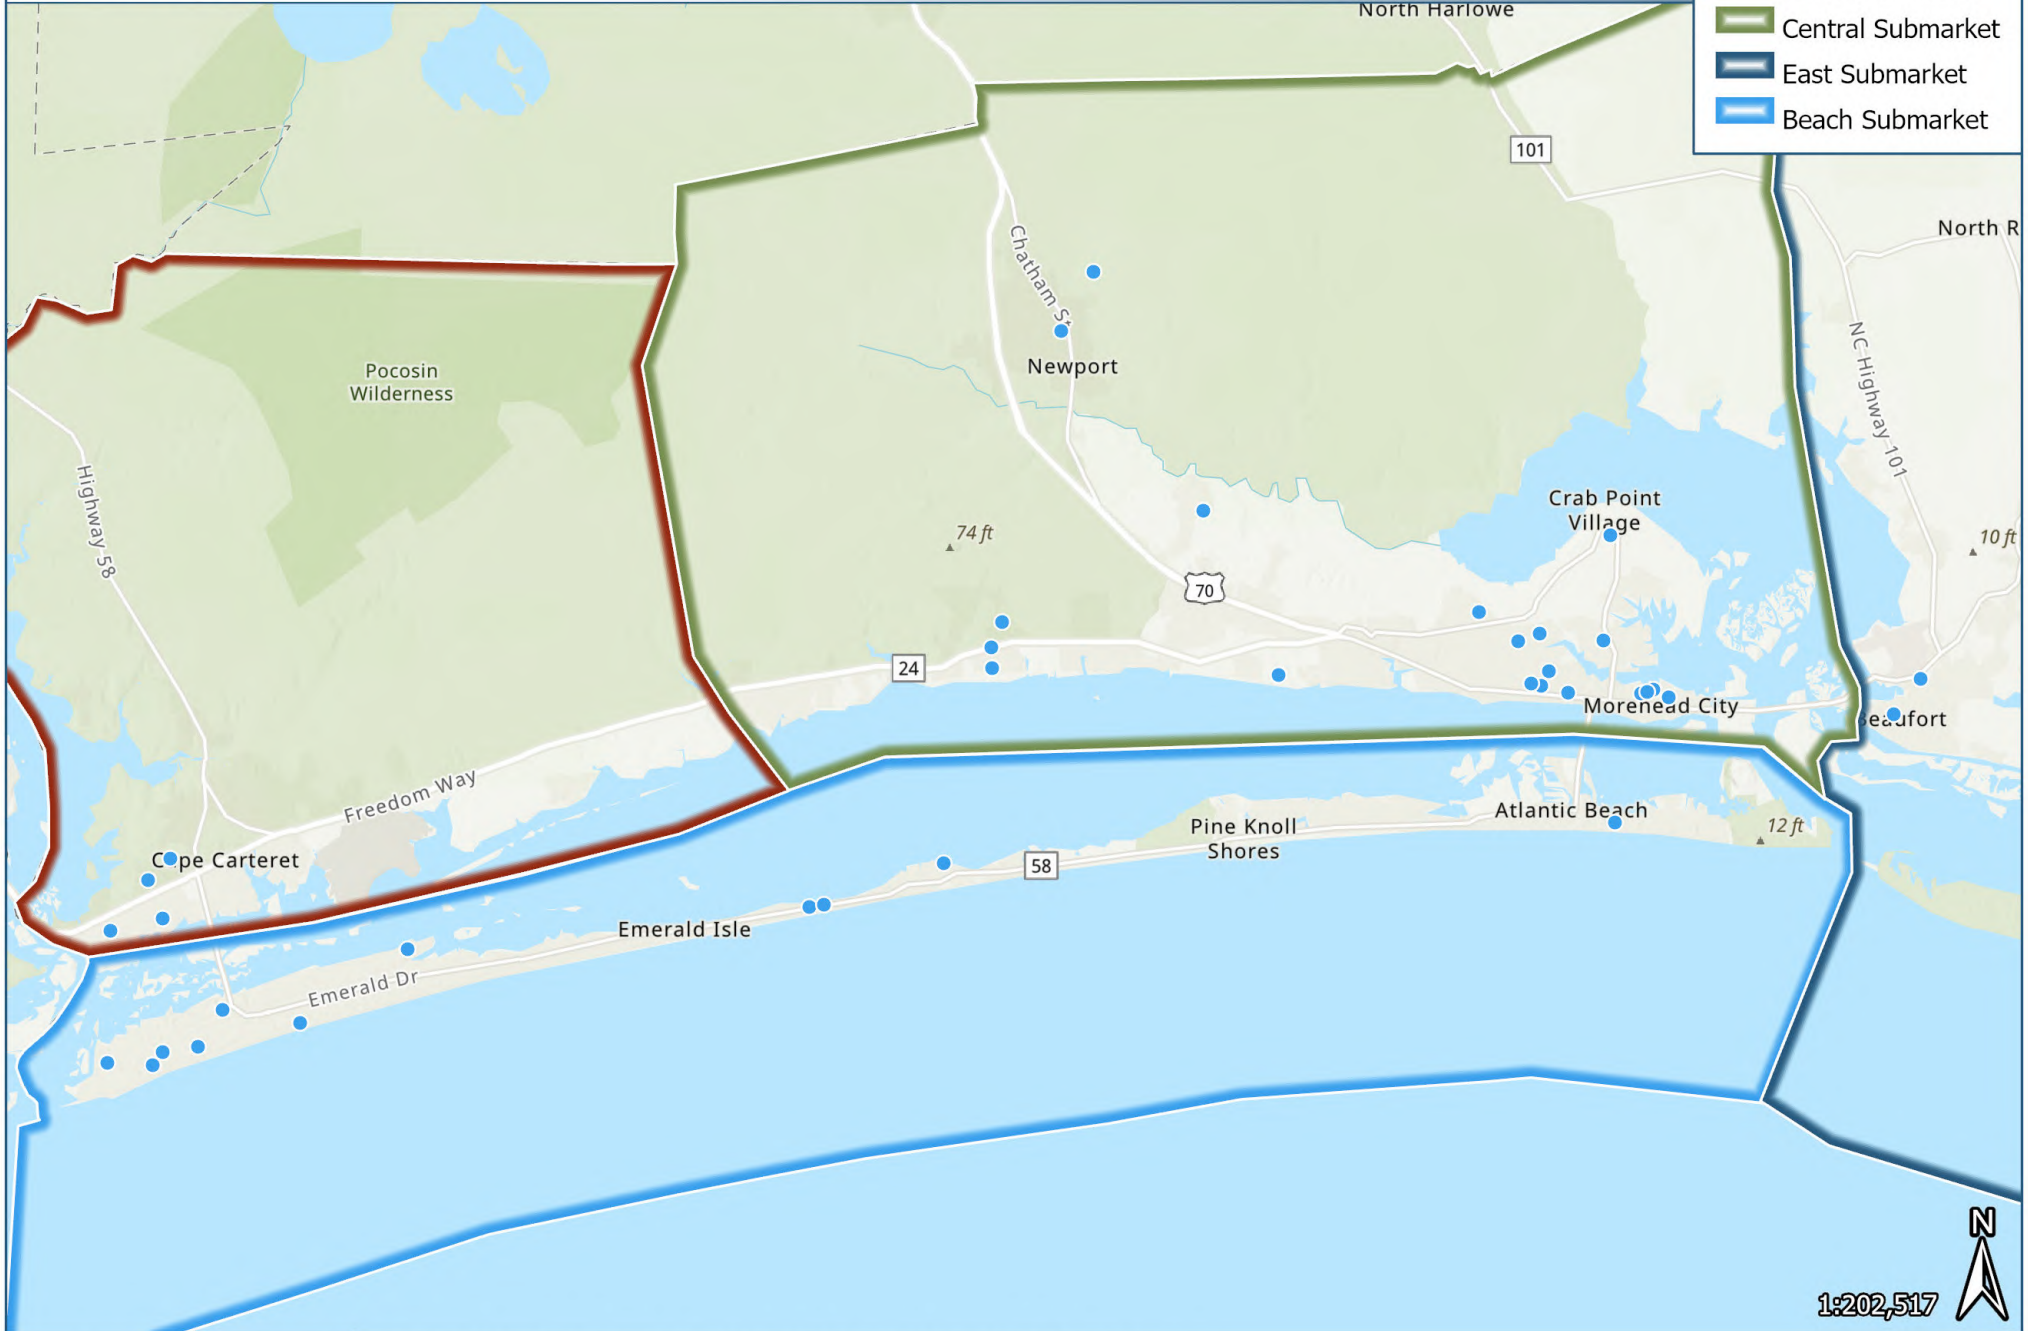 North Harlowe
Central Submarket
East Submarket
Beach Submarket
101
North R
Chatham St
Newport
NC Highway 101
Pocosin
Wilderness
Highway 58
Crab Point
Village
74 ft
10 ft
70
24
Morehead City
Beaufort
Freedom Way
Atlantic Beach
Pine Knoll
Shores
12 ft
58
Cape Carteret
Emerald Isle
Emerald Dr
N
1:202,517